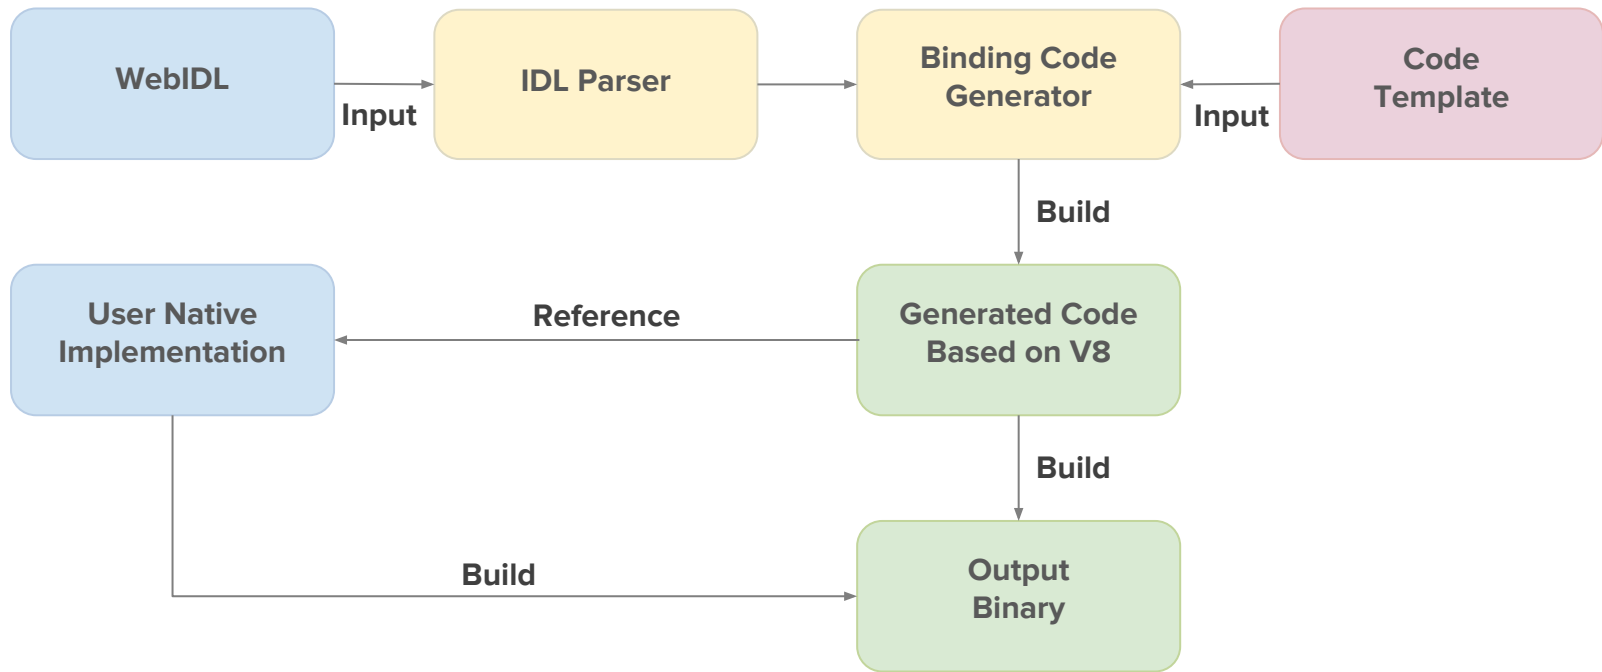 WebIDL
Input
IDL Parser
Binding Code
Generator
Input
Code
Template
Build
User Native
Implementation
Reference
Generated Code
Based on V8
Build
Build
Output
Binary